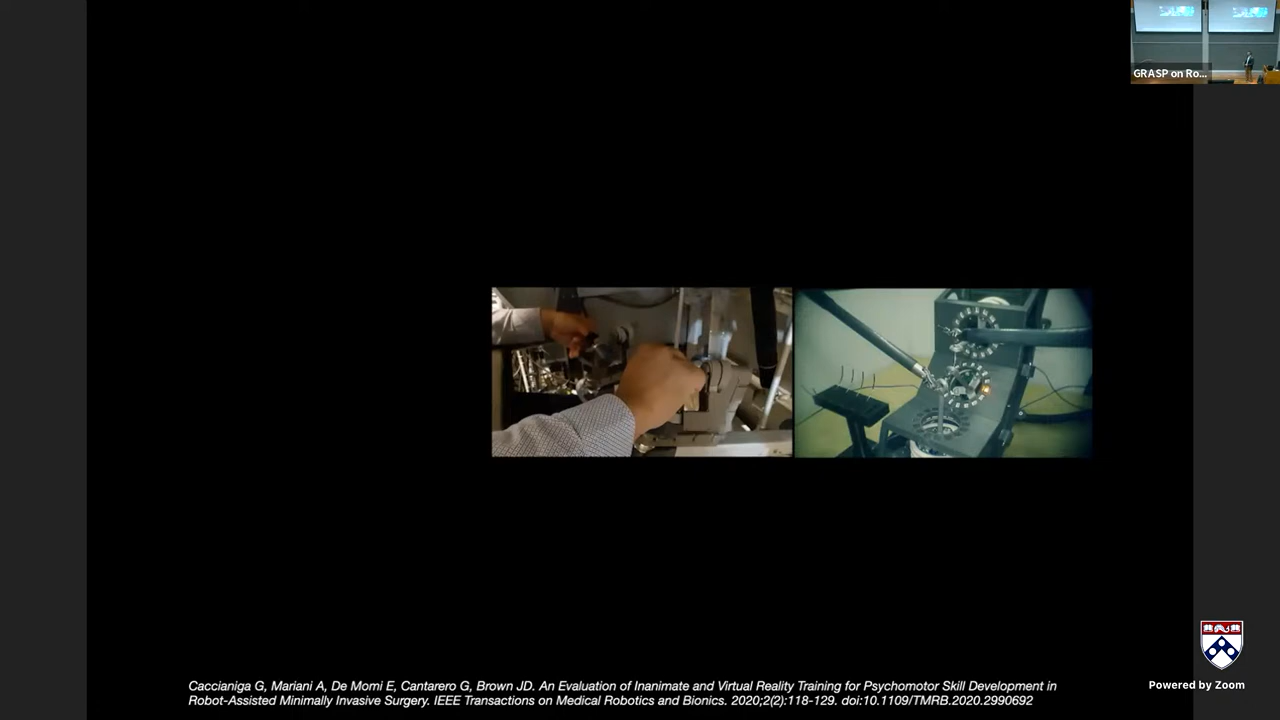 GRASP on Ro...
Caccianiga G, Mariani A, De Momi E, Cantarero G, Brown JD. An Evaluation of Inanimate and Virtual Reality Training for Psychomotor Skill Development in
Robot-Assisted Minimally Invasive Surgery. IEEE Transactions on Medical Robotics and Bionics. 2020;2(2):118-129. doi:10.1109/TMRB.2020.2990692
Powered by Zoom